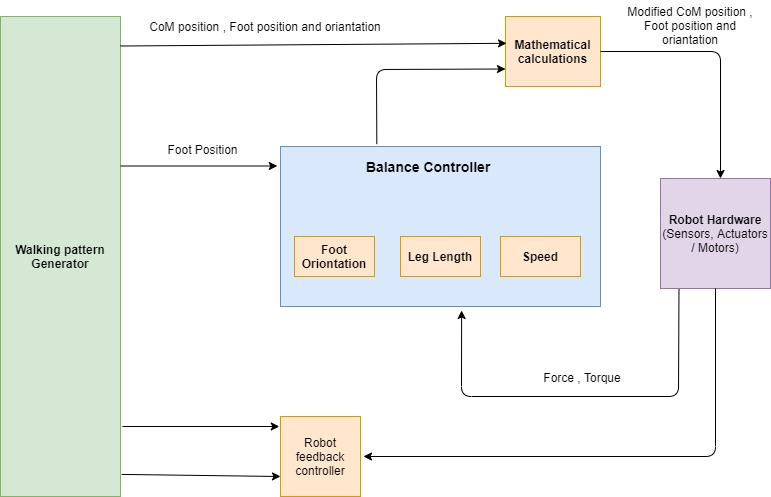 CoM position , Foot position and oriantation
Modified CoM position ,
Foot position and
oriantation
Mathematical
calculations
Foot Position
Balance Controller
Robot Hardware
(Sensors, Actuators
/ Motors)
Walking pattern
Generator
Foot
Oriontation
Leg Length
Speed
Force , Torque
Robot
feedback
controller